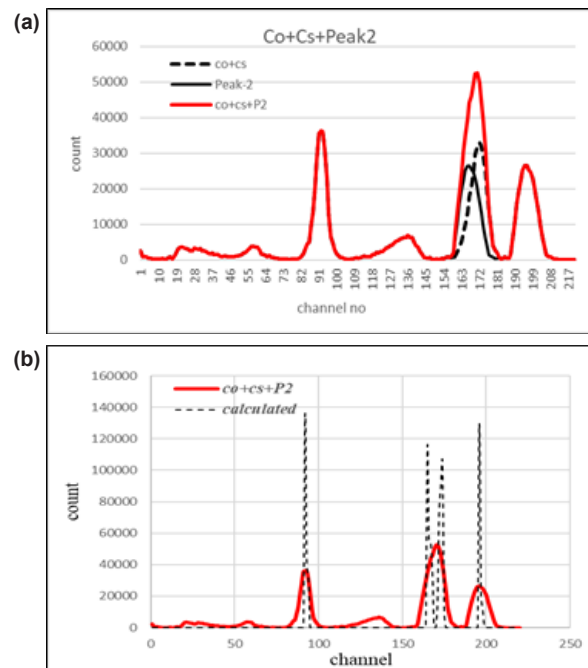 (a)
Co+Cs+Peak2
60000
50000
40000
30000
20000
10000
0
co+cs
Peak-2
co+cs+P2
count
1 10 19 28 37 46 55 64 73 82 91 100 109 118 127 136 145 154 163 172 181 190 199 208 217
channel no
(b)
160000
140000
120000
100000
80000
60000
40000
20000
0
co+cs+P2
calculated
count
0 50 100 150 200 250
channel